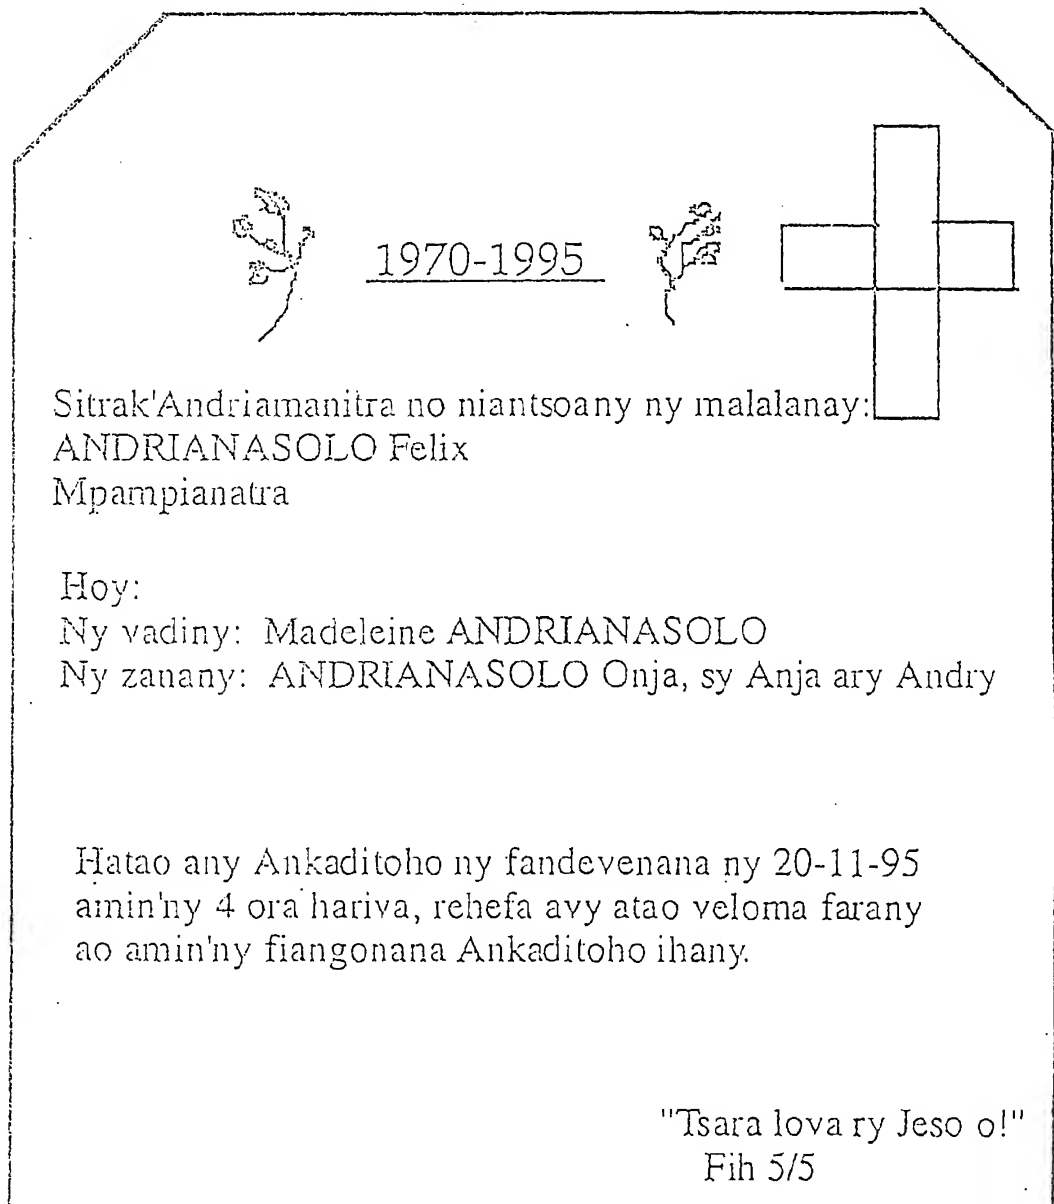 1970-1995
Sitrak'Andriamanitra no niantsoany ny malalanay:
ANDRIANASOLO Felix
Mpampianatra
Hoy:
Ny vadiny: Madeleine ANDRIANASOLO
Ny zanany: ANDRIANASOLO Onja, sy Anja ary Andry
Hatao any Ankaditoho ny fandevenana ny 20-11-95
amin'ny 4 ora hariva, rehefa avy atao veloma farany
ao amin'ny fiangonana Ankaditoho ihany.
"Tsara lova ry Jeso o!"
Fih 5/5